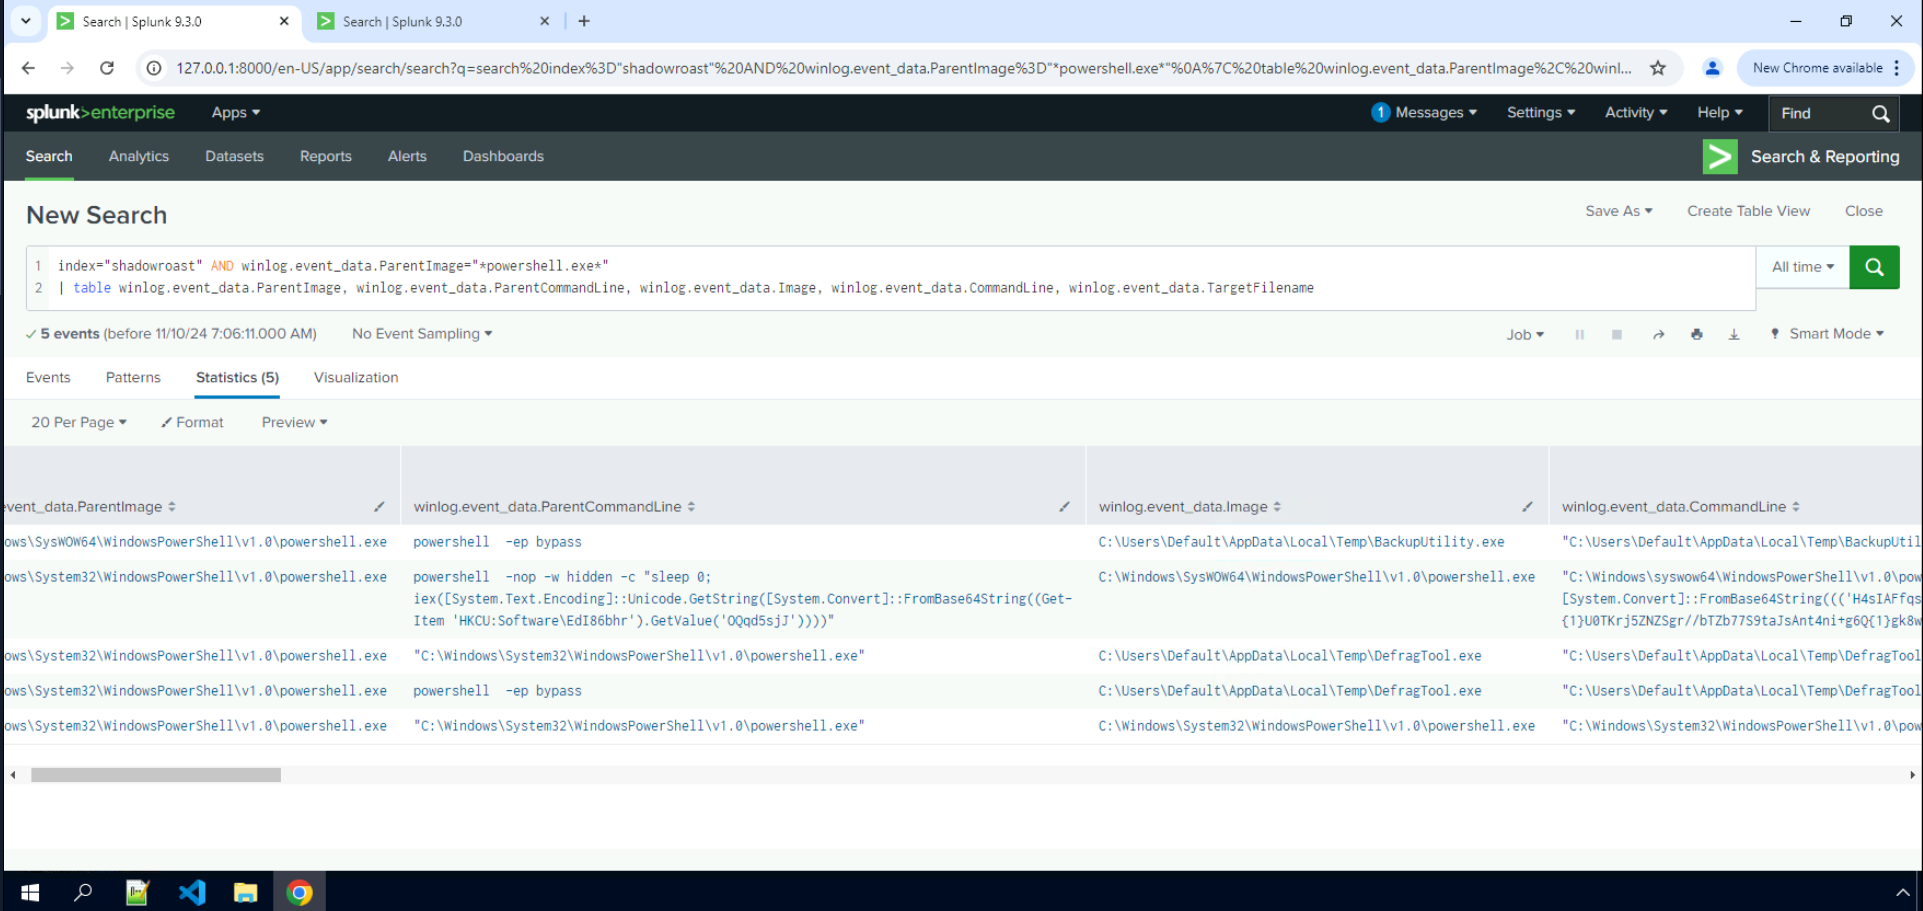 Search | Splunk 9.3.0
Search | Splunk 9.3.0
127.0.0.1:8000/en-US/app/search/search?q=search%20index%3D"shadowroast"%20AND%20winlog.event_data.ParentImage%3D"*powershell.exe*"%0A%7C%20table%20winlog.event_data.ParentImage%2C%20winl...
New Chrome available
splunk>enterprise Apps
1 Messages Settings Activity Help Find
Search Analytics Datasets Reports Alerts Dashboards
Search & Reporting
New Search
Save As Create Table View Close
1 index="shadowroast" AND winlog.event_data.ParentImage="*powershell.exe*"
2 | table winlog.event_data.ParentImage, winlog.event_data.ParentCommandLine, winlog.event_data.Image, winlog.event_data.CommandLine, winlog.event_data.TargetFilename
All time
5 events (before 11/10/24 7:06:11.000 AM) No Event Sampling
Job Smart Mode
Events Patterns Statistics (5) Visualization
20 Per Page Format Preview
event_data.ParentImage winlog.event_data.ParentCommandLine winlog.event_data.Image winlog.event_data.CommandLine
ows\SysWOW64\WindowsPowerShell\v1.0\powershell.exe powershell -ep bypass C:\Users\Default\AppData\Local\Temp\BackupUtility.exe "C:\Users\Default\AppData\Local\Temp\BackupUtil
ows\System32\WindowsPowerShell\v1.0\powershell.exe powershell -nop -w hidden -c "sleep 0; C:\Windows\SysWOW64\WindowsPowerShell\v1.0\powershell.exe "C:\Windows\syswow64\WindowsPowerShell\v1.0\pow
iex([System.Text.Encoding]::Unicode.GetString([System.Convert]::FromBase64String((Get- [System.Convert]::FromBase64String((('H4sIAFfqs
Item 'HKCU:Software\EdI86bhr').GetValue('OQqd5sjJ'))))" {1}U0TKrj5ZNZSgr//bTZb77S9taJsAnt4ni+g6Q{1}gk8w
ows\System32\WindowsPowerShell\v1.0\powershell.exe "C:\Windows\System32\WindowsPowerShell\v1.0\powershell.exe" C:\Users\Default\AppData\Local\Temp\DefragTool.exe "C:\Users\Default\AppData\Local\Temp\DefragTool
ows\System32\WindowsPowerShell\v1.0\powershell.exe powershell -ep bypass C:\Users\Default\AppData\Local\Temp\DefragTool.exe "C:\Users\Default\AppData\Local\Temp\DefragTool
ows\System32\WindowsPowerShell\v1.0\powershell.exe "C:\Windows\System32\WindowsPowerShell\v1.0\powershell.exe" C:\Windows\System32\WindowsPowerShell\v1.0\powershell.exe "C:\Windows\System32\WindowsPowerShell\v1.0\pow